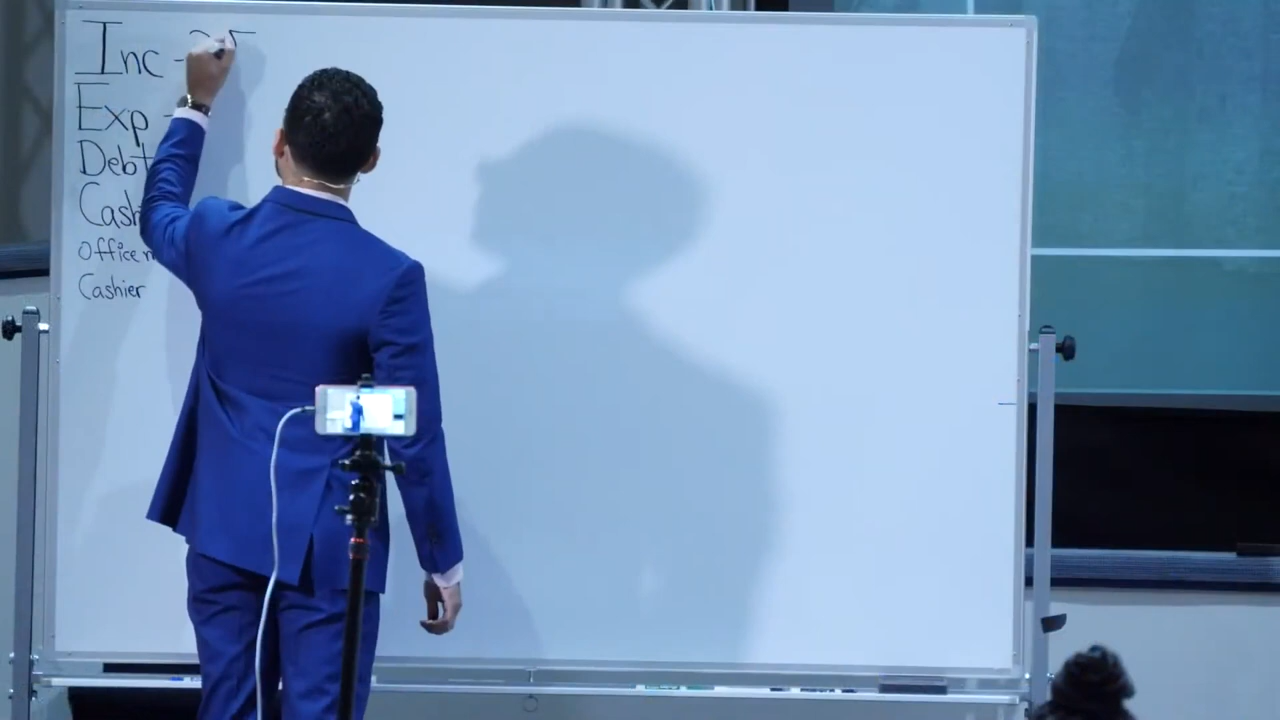 Inc -
Exp -
Debt
Cash
Office
Cashier